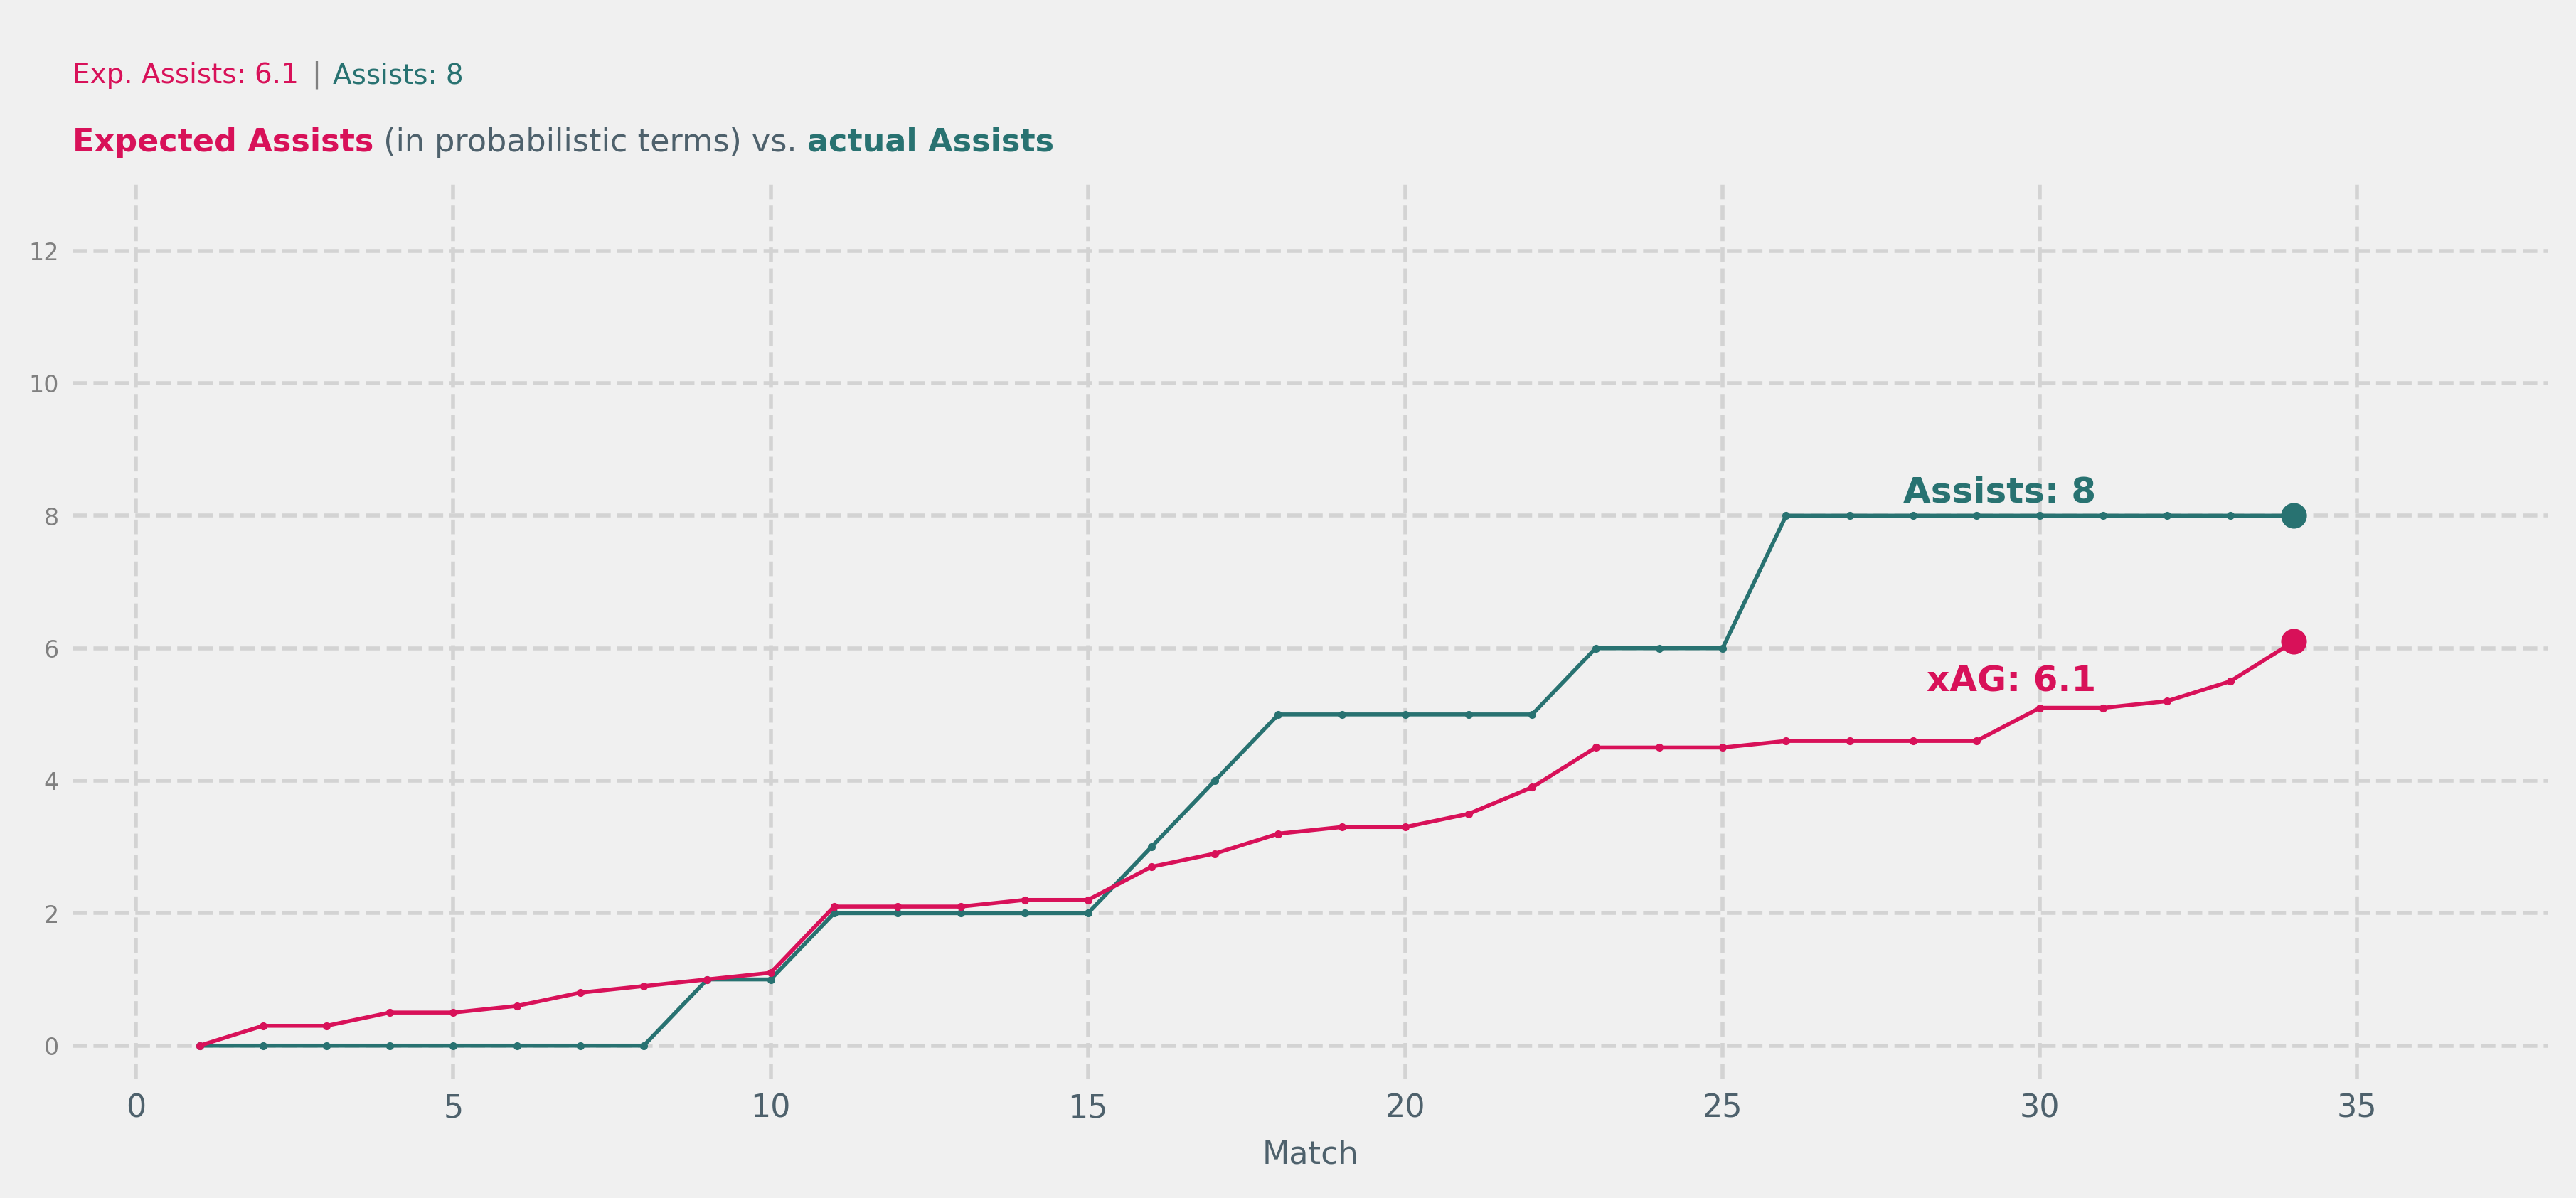 Exp. Assists: 6.1 | Assists: 8
Expected Assists (in probabilistic terms) vs. actual Assists
12
10
8
6
4
2
0
Assists: 8
xAG: 6.1
0 5 10 15 20 25 30 35
Match